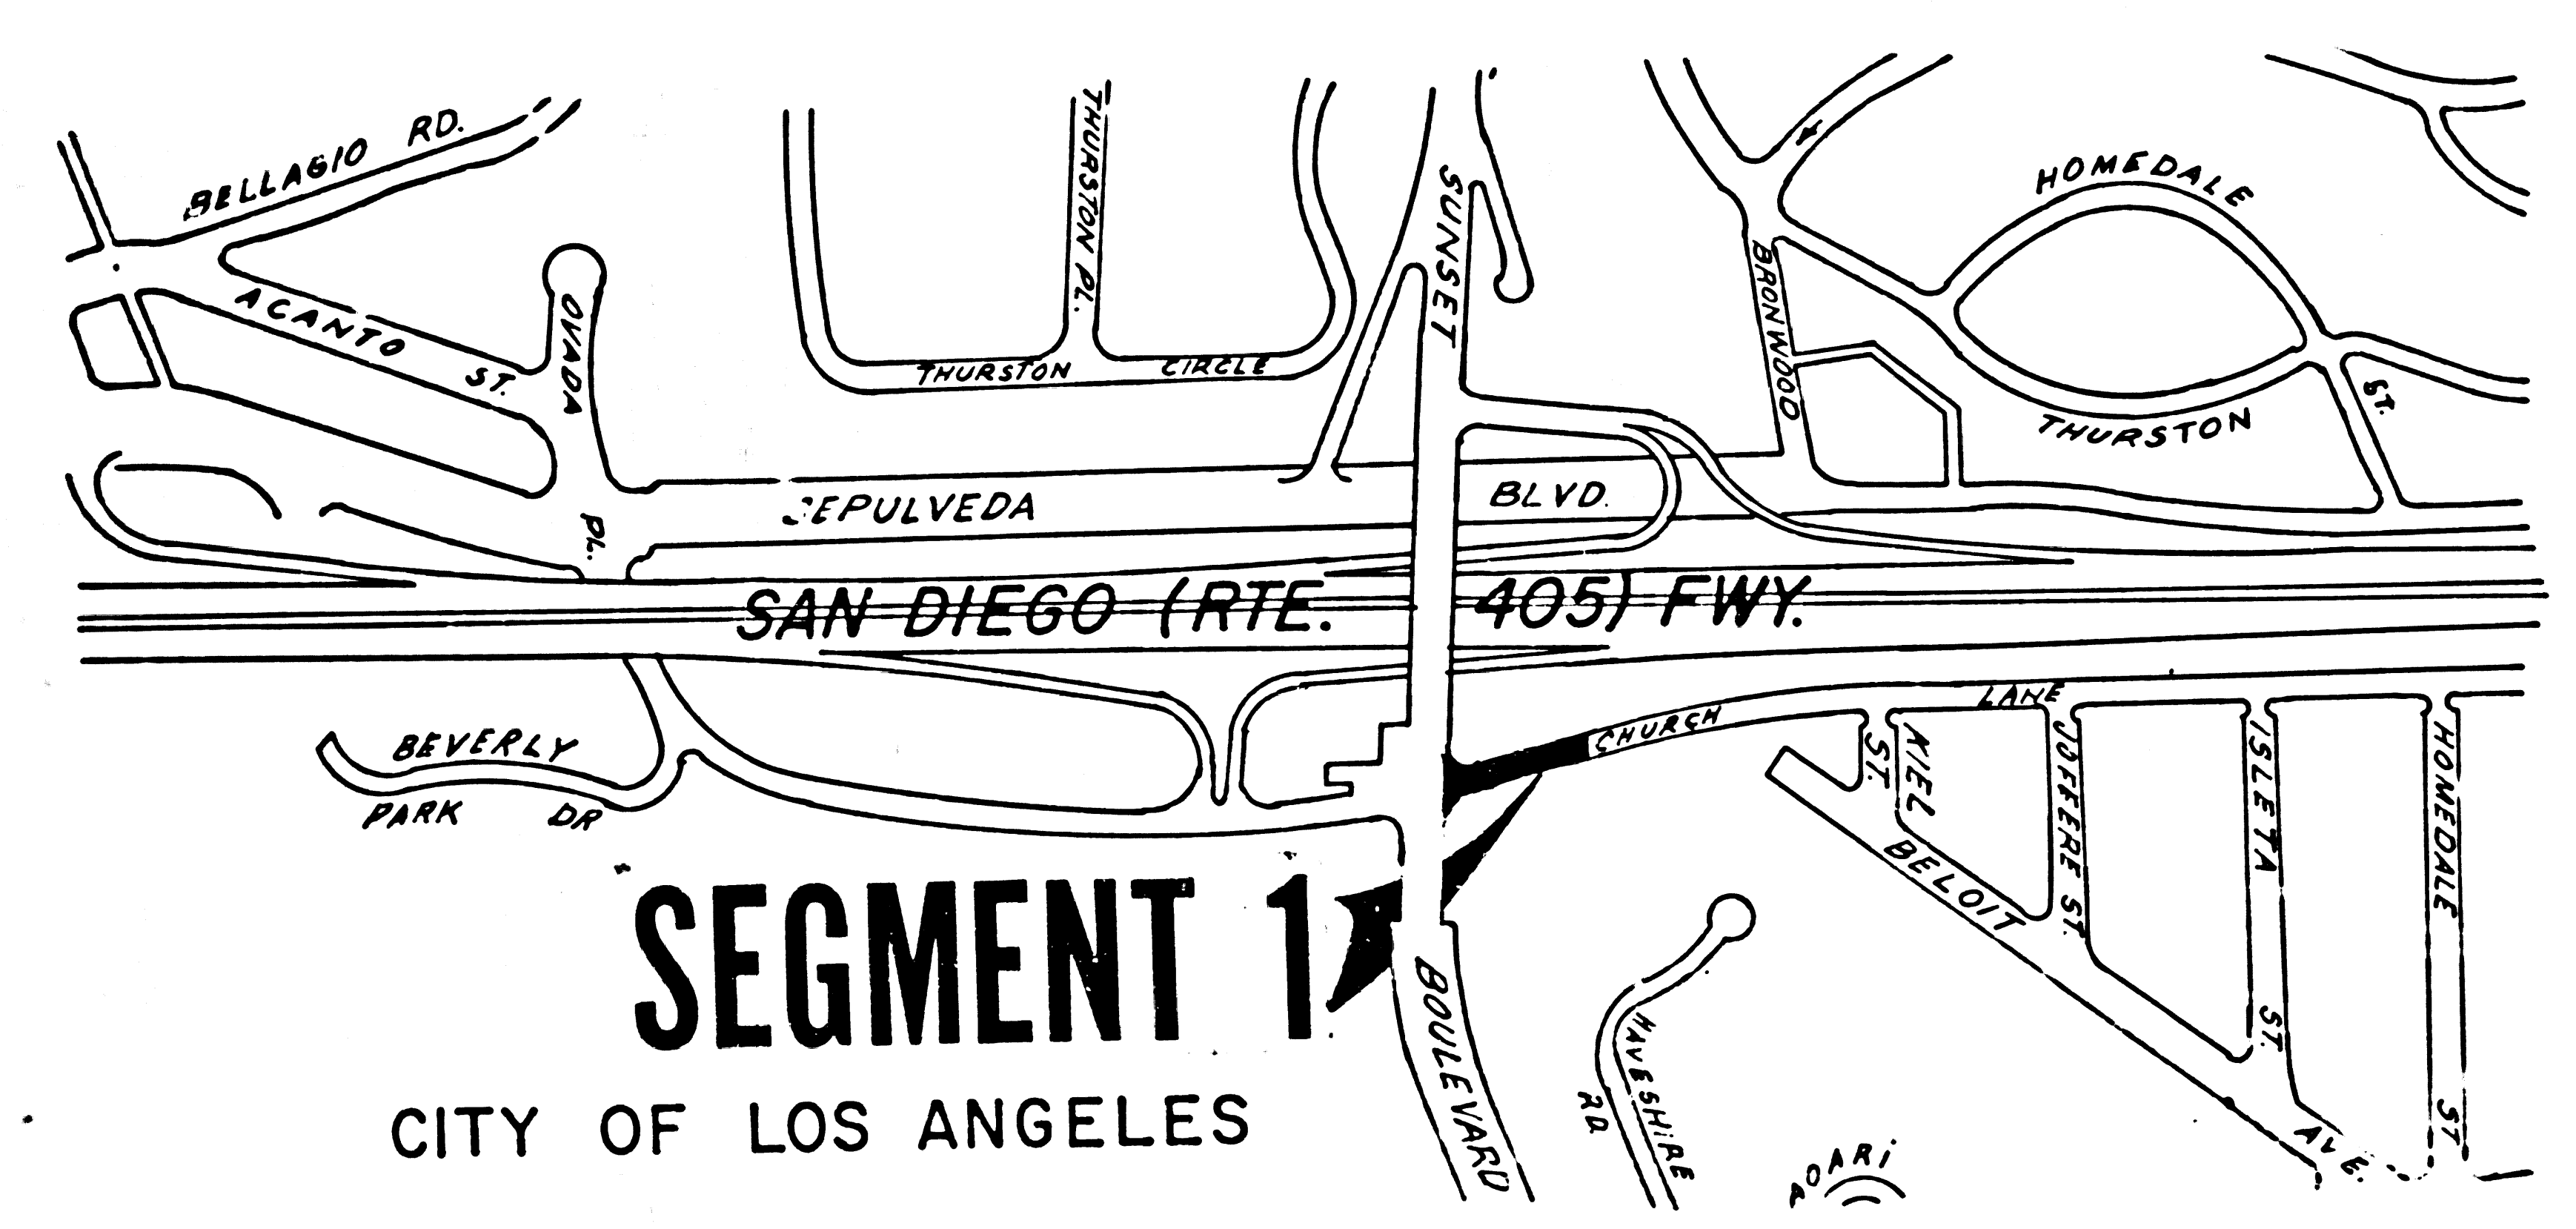 BELLAGIO RD.
ACANTO ST.
OVADA PL.
THURSTON PL.
THURSTON CIRCLE
SUNSET
BRONWOOD
HOMEDALE
THURSTON
ST.
SEPULVEDA BLVD.
SAN DIEGO (RTE. 405) FWY.
CHURCH LANE
BEVERLY
PARK DR
KIEL
ST.
JOFFERE ST.
ISLETA ST.
HOMEDALE ST
BELOIT AVE.
SEGMENT 1
CITY OF LOS ANGELES
BOULEVARD
HAVESHIRE
RD